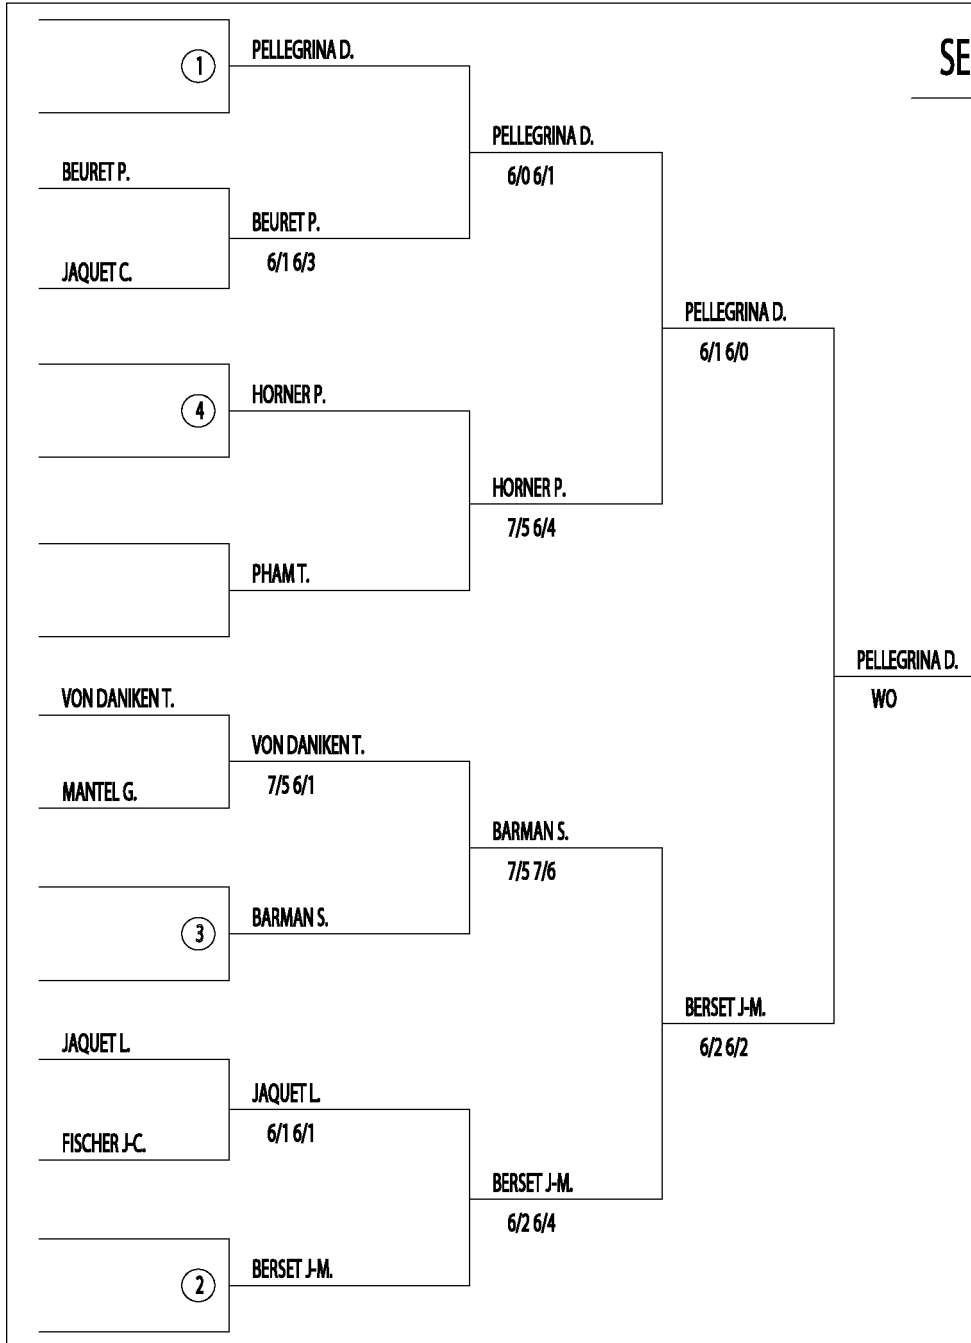 SE
1
PELLEGRINA D.
PELLEGRINA D.
6/0 6/1
BEURET P.
BEURET P.
6/1 6/3
JAQUET C.
PELLEGRINA D.
6/1 6/0
4
HORNER P.
HORNER P.
7/5 6/4
PHAM T.
PELLEGRINA D.
WO
VON DANIKEN T.
VON DANIKEN T.
7/5 6/1
MANTEL G.
BARMAN S.
7/5 7/6
3
BARMAN S.
BERSET J-M.
6/2 6/2
JAQUET L.
JAQUET L.
6/1 6/1
FISCHER J-C.
BERSET J-M.
6/2 6/4
2
BERSET J-M.